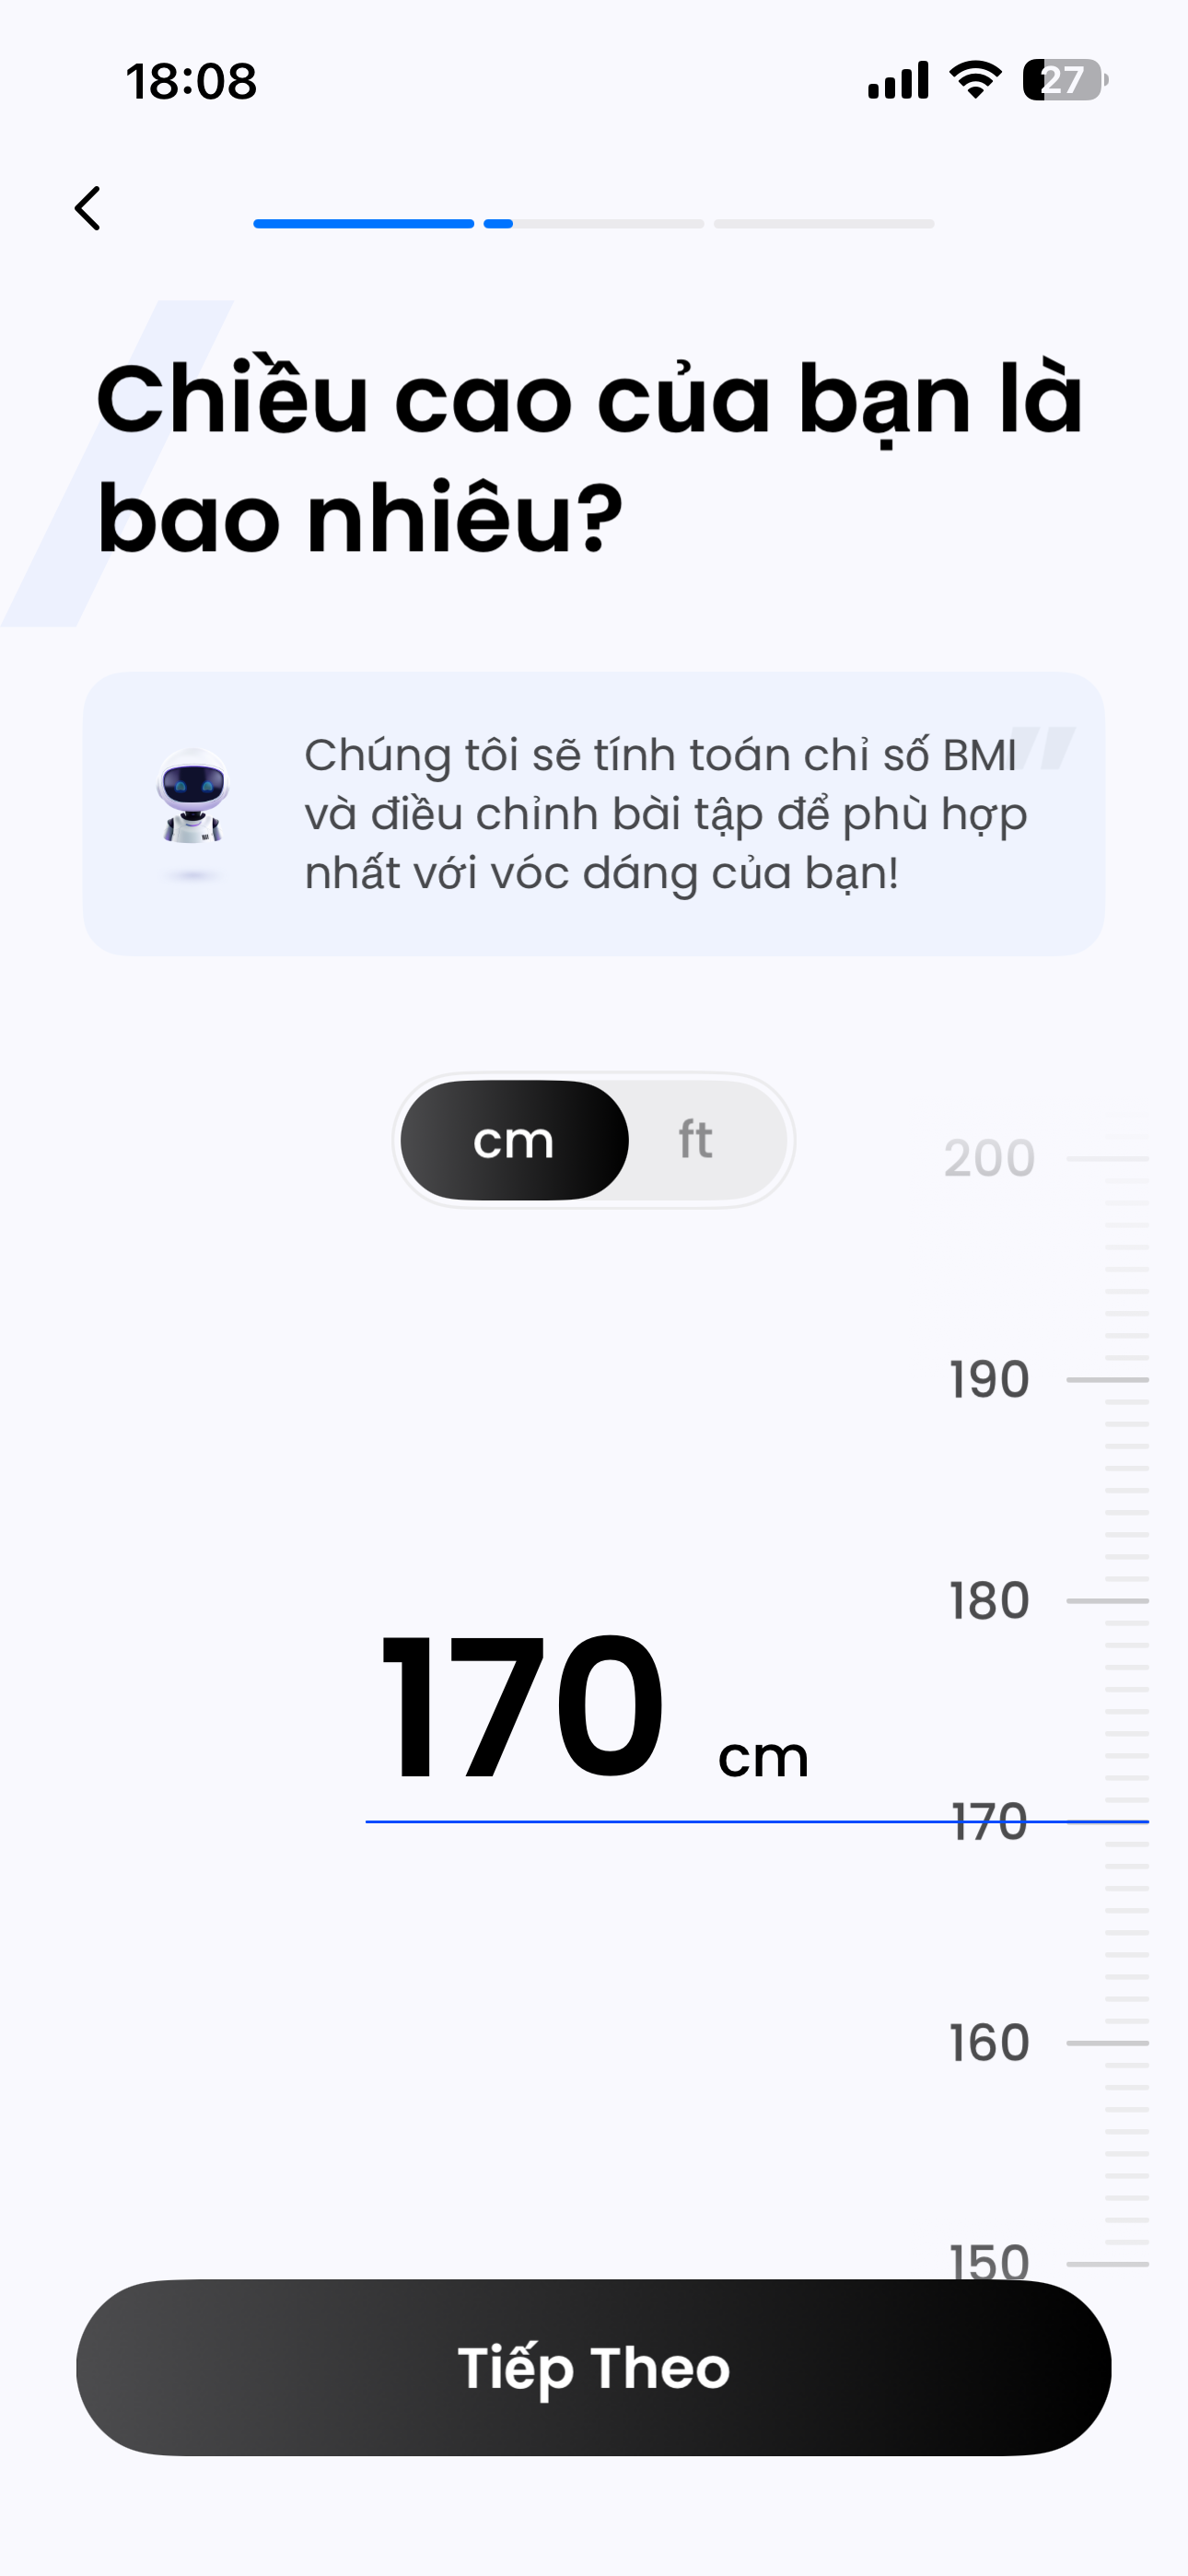 18:08
27
Chiều cao của bạn là
bao nhiêu?
Chúng tôi sẽ tính toán chỉ số BMI
và điều chỉnh bài tập để phù hợp
nhất với vóc dáng của bạn!
cm
ft
200
190
180
170 cm
170
160
150
Tiếp Theo